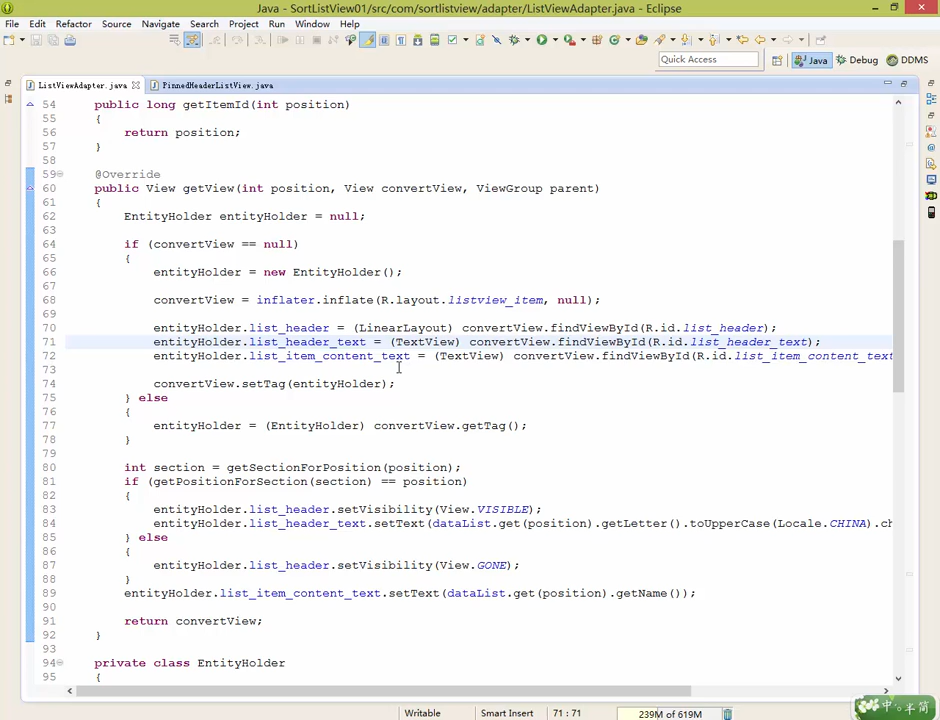 Java - SortListView01/src/com/sortlistview/adapter/ListViewAdapter.java - Eclipse
File Edit Refactor Source Navigate Search Project Run Window Help
Quick Access
Java Debug DDMS
ListViewAdapter.java PinnedHeaderListView.java
54 public long getItemId(int position)
55 {
56 return position;
57 }
58
59 @Override
60 public View getView(int position, View convertView, ViewGroup parent)
61 {
62 EntityHolder entityHolder = null;
63
64 if (convertView == null)
65 {
66 entityHolder = new EntityHolder();
67
68 convertView = inflater.inflate(R.layout.listview_item, null);
69
70 entityHolder.list_header = (LinearLayout) convertView.findViewById(R.id.list_header);
71 entityHolder.list_header_text = (TextView) convertView.findViewById(R.id.list_header_text);
72 entityHolder.list_item_content_text = (TextView) convertView.findViewById(R.id.list_item_content_text
73
74 convertView.setTag(entityHolder);
75 } else
76 {
77 entityHolder = (EntityHolder) convertView.getTag();
78 }
79
80 int section = getSectionForPosition(position);
81 if (getPositionForSection(section) == position)
82 {
83 entityHolder.list_header.setVisibility(View.VISIBLE);
84 entityHolder.list_header_text.setText(dataList.get(position).getLetter().toUpperCase(Locale.CHINA).ch
85 } else
86 {
87 entityHolder.list_header.setVisibility(View.GONE);
88 }
89 entityHolder.list_item_content_text.setText(dataList.get(position).getName());
90
91 return convertView;
92 }
93
94 private class EntityHolder
95 {
Writable Smart Insert 71 : 71 239M of 619M 中 半 简